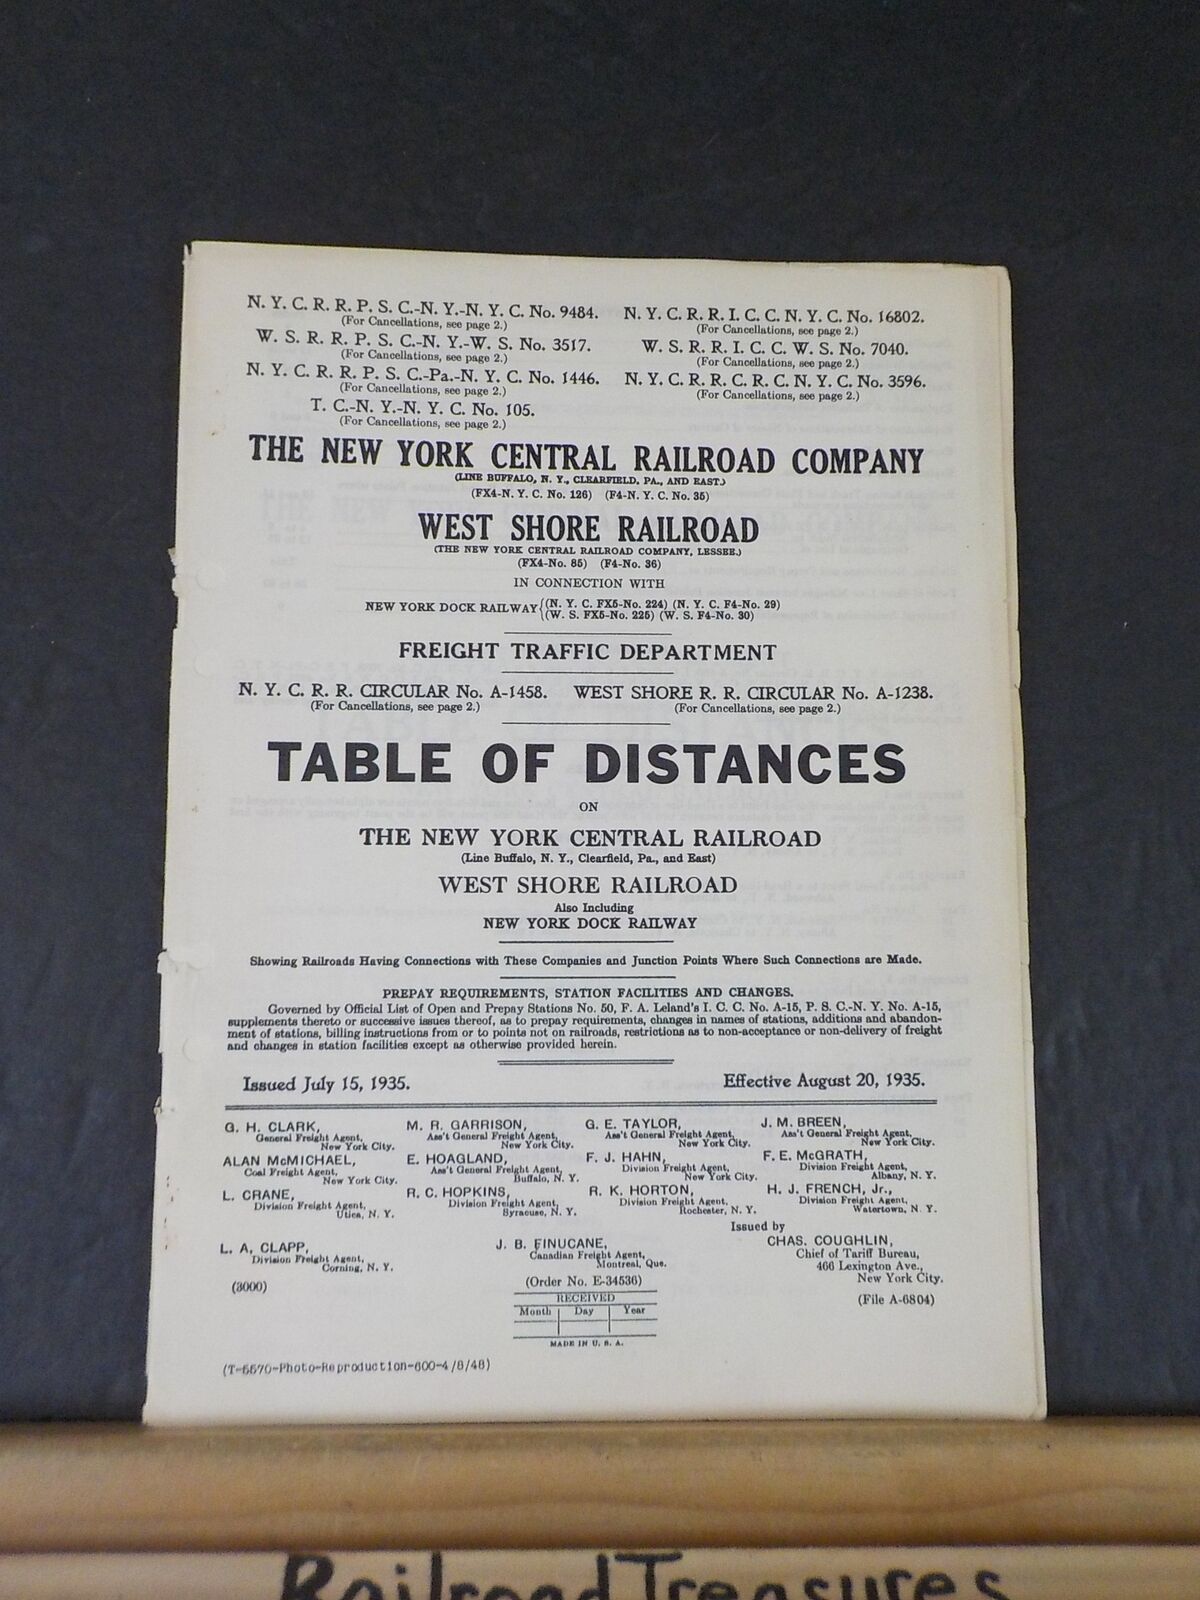 N. Y. C. R. R. P. S. C.-N. Y.-N. Y. C. No. 9484.
(For Cancellations, see page 2.)
N. Y. C. R. R. I. C. C. N. Y. C. No. 16802.
(For Cancellations, see page 2.)
W. S. R. R. P. S. C.-N. Y.-W. S. No. 3517.
(For Cancellations, see page 2.)
W. S. R. R. I. C. C. W. S. No. 7040.
(For Cancellations, see page 2.)
N. Y. C. R. R. P. S. C.-Pa.-N. Y. C. No. 1446.
(For Cancellations, see page 2.)
N. Y. C. R. R. C. R. C. N. Y. C. No. 3596.
(For Cancellations, see page 2.)
T. C.-N. Y.-N. Y. C. No. 105.
(For Cancellations, see page 2.)
THE NEW YORK CENTRAL RAILROAD COMPANY
(LINE BUFFALO, N. Y., CLEARFIELD, PA., AND EAST.)
(FX4-N. Y. C. No. 126) (F4-N. Y. C. No. 35)
WEST SHORE RAILROAD
(THE NEW YORK CENTRAL RAILROAD COMPANY, LESSEE.)
(FX4-No. 85) (F4-No. 36)
IN CONNECTION WITH
NEW YORK DOCK RAILWAY {(N. Y. C. FX5-No. 224) (N. Y. C. F4-No. 29)
{(W. S. FX5-No. 225) (W. S. F4-No. 30)
FREIGHT TRAFFIC DEPARTMENT
N. Y. C. R. R. CIRCULAR No. A-1458. WEST SHORE R. R. CIRCULAR No. A-1238.
(For Cancellations, see page 2.) (For Cancellations, see page 2.)
TABLE OF DISTANCES
ON
THE NEW YORK CENTRAL RAILROAD
(Line Buffalo, N. Y., Clearfield, Pa., and East)
WEST SHORE RAILROAD
Also Including
NEW YORK DOCK RAILWAY
Showing Railroads Having Connections with These Companies and Junction Points Where Such Connections are Made.
PREPAY REQUIREMENTS, STATION FACILITIES AND CHANGES.
Governed by Official List of Open and Prepay Stations No. 50, F. A. Leland's I. C. C. No. A-15, P. S. C.-N. Y. No. A-15,
supplements thereto or successive issues thereof, as to prepay requirements, changes in names of stations, additions and abandon-
ment of stations, billing instructions from or to points not on railroads, restrictions as to non-acceptance or non-delivery of freight
and changes in station facilities except as otherwise provided herein.
Issued July 15, 1935. Effective August 20, 1935.
G. H. CLARK,
General Freight Agent,
New York City.
M. R. GARRISON,
Ass't General Freight Agent,
New York City.
G. E. TAYLOR,
Ass't General Freight Agent,
New York City.
J. M. BREEN,
Ass't General Freight Agent,
New York City.
ALAN McMICHAEL,
Coal Freight Agent,
New York City.
E. HOAGLAND,
Ass't General Freight Agent,
Buffalo, N. Y.
F. J. HAHN,
Division Freight Agent,
New York City.
F. E. McGRATH,
Division Freight Agent,
Albany, N. Y.
L. CRANE,
Division Freight Agent,
Utica, N. Y.
R. C. HOPKINS,
Division Freight Agent,
Syracuse, N. Y.
R. K. HORTON,
Division Freight Agent,
Rochester, N. Y.
H. J. FRENCH, Jr.,
Division Freight Agent,
Watertown, N. Y.
L. A. CLAPP,
Division Freight Agent,
Corning, N. Y.
J. B. FINUCANE,
Canadian Freight Agent,
Montreal, Que.
Issued by
CHAS. COUGHLIN,
Chief of Tariff Bureau,
466 Lexington Ave.,
New York City.
(3000)
(Order No. E-34536)
(File A-6804)
RECEIVED
Month Day Year
MADE IN U. S. A.
(T-5570-Photo-Reproduction-600-4/8/48)
Railroad Treasures